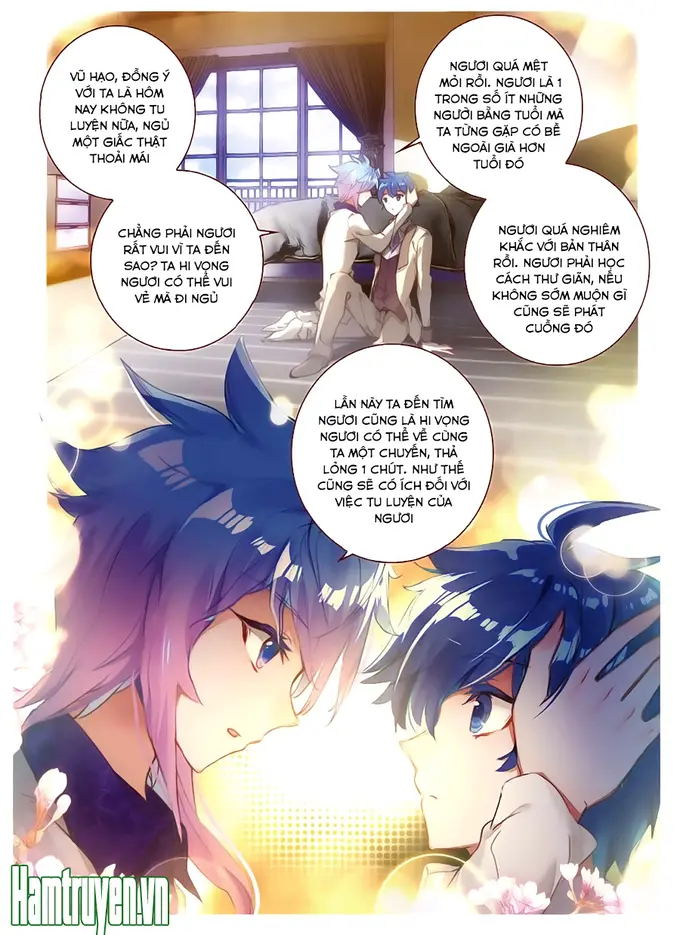 VŨ HẠO, ĐỒNG Ý
VỚI TA LÀ HÔM
NAY KHÔNG TU
LUYỆN NỮA, NGỦ
MỘT GIẤC THẬT
THOẢI MÁI
CHẲNG PHẢI NGƯƠI
RẤT VUI VÌ TA ĐẾN
SAO? TA HI VỌNG
NGƯƠI CÓ THỂ VUI
VẺ MÀ ĐI NGỦ
NGƯƠI QUÁ MỆT
MỎI RỒI. NGƯƠI LÀ 1
TRONG SỐ ÍT NHỮNG
NGƯỜI BẰNG TUỔI MÀ
TA TỪNG GẶP CÓ BỀ
NGOÀI GIÀ HƠN
TUỔI ĐÓ
NGƯƠI QUÁ NGHIÊM
KHẮC VỚI BẢN THÂN
RỒI. NGƯƠI PHẢI HỌC
CÁCH THƯ GIÃN, NẾU
KHÔNG SỚM MUỘN GÌ
CŨNG SẼ PHÁT
CUỒNG ĐÓ
LẦN NÀY TA ĐẾN TÌM
NGƯƠI CŨNG LÀ HI VỌNG
NGƯƠI CÓ THỂ VỀ CÙNG
TA MỘT CHUYẾN, THẢ
LỎNG 1 CHÚT. NHƯ THẾ
CŨNG SẼ CÓ ÍCH ĐỐI VỚI
VIỆC TU LUYỆN CỦA
NGƯƠI
Hamtruyen.vn